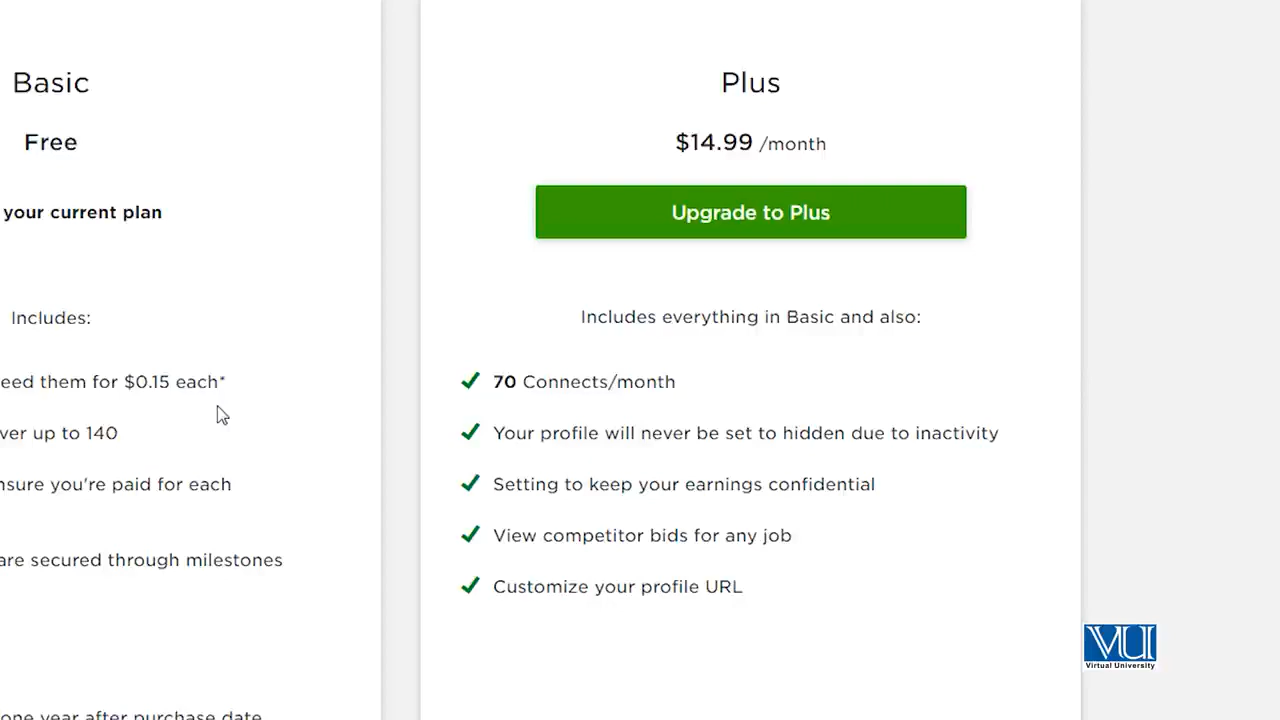 Basic
Free
your current plan
Includes:
eed them for $0.15 each*
ver up to 140
nsure you're paid for each
are secured through milestones
one year after purchase date
Plus
$14.99 /month
Upgrade to Plus
Includes everything in Basic and also:
70 Connects/month
Your profile will never be set to hidden due to inactivity
Setting to keep your earnings confidential
View competitor bids for any job
Customize your profile URL
VU
Virtual University